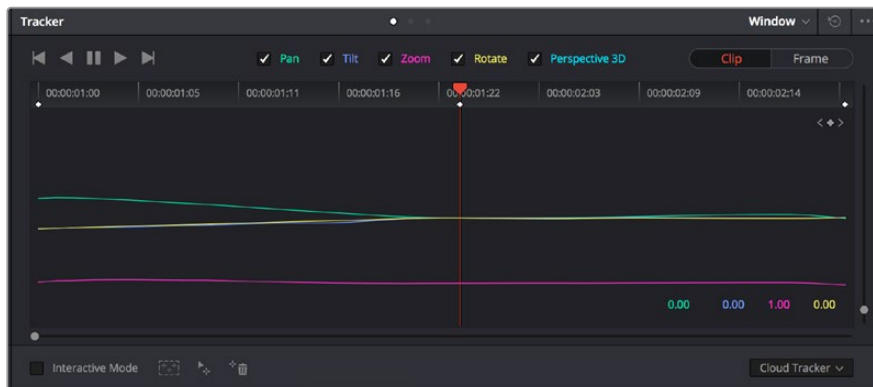 Tracker
Window
Pan Tilt Zoom Rotate Perspective 3D
Clip Frame
00:00:01:00 00:00:01:05 00:00:01:11 00:00:01:16 00:00:01:22 00:00:02:03 00:00:02:09 00:00:02:14
0.00 0.00 1.00 0.00
Interactive Mode
Cloud Tracker